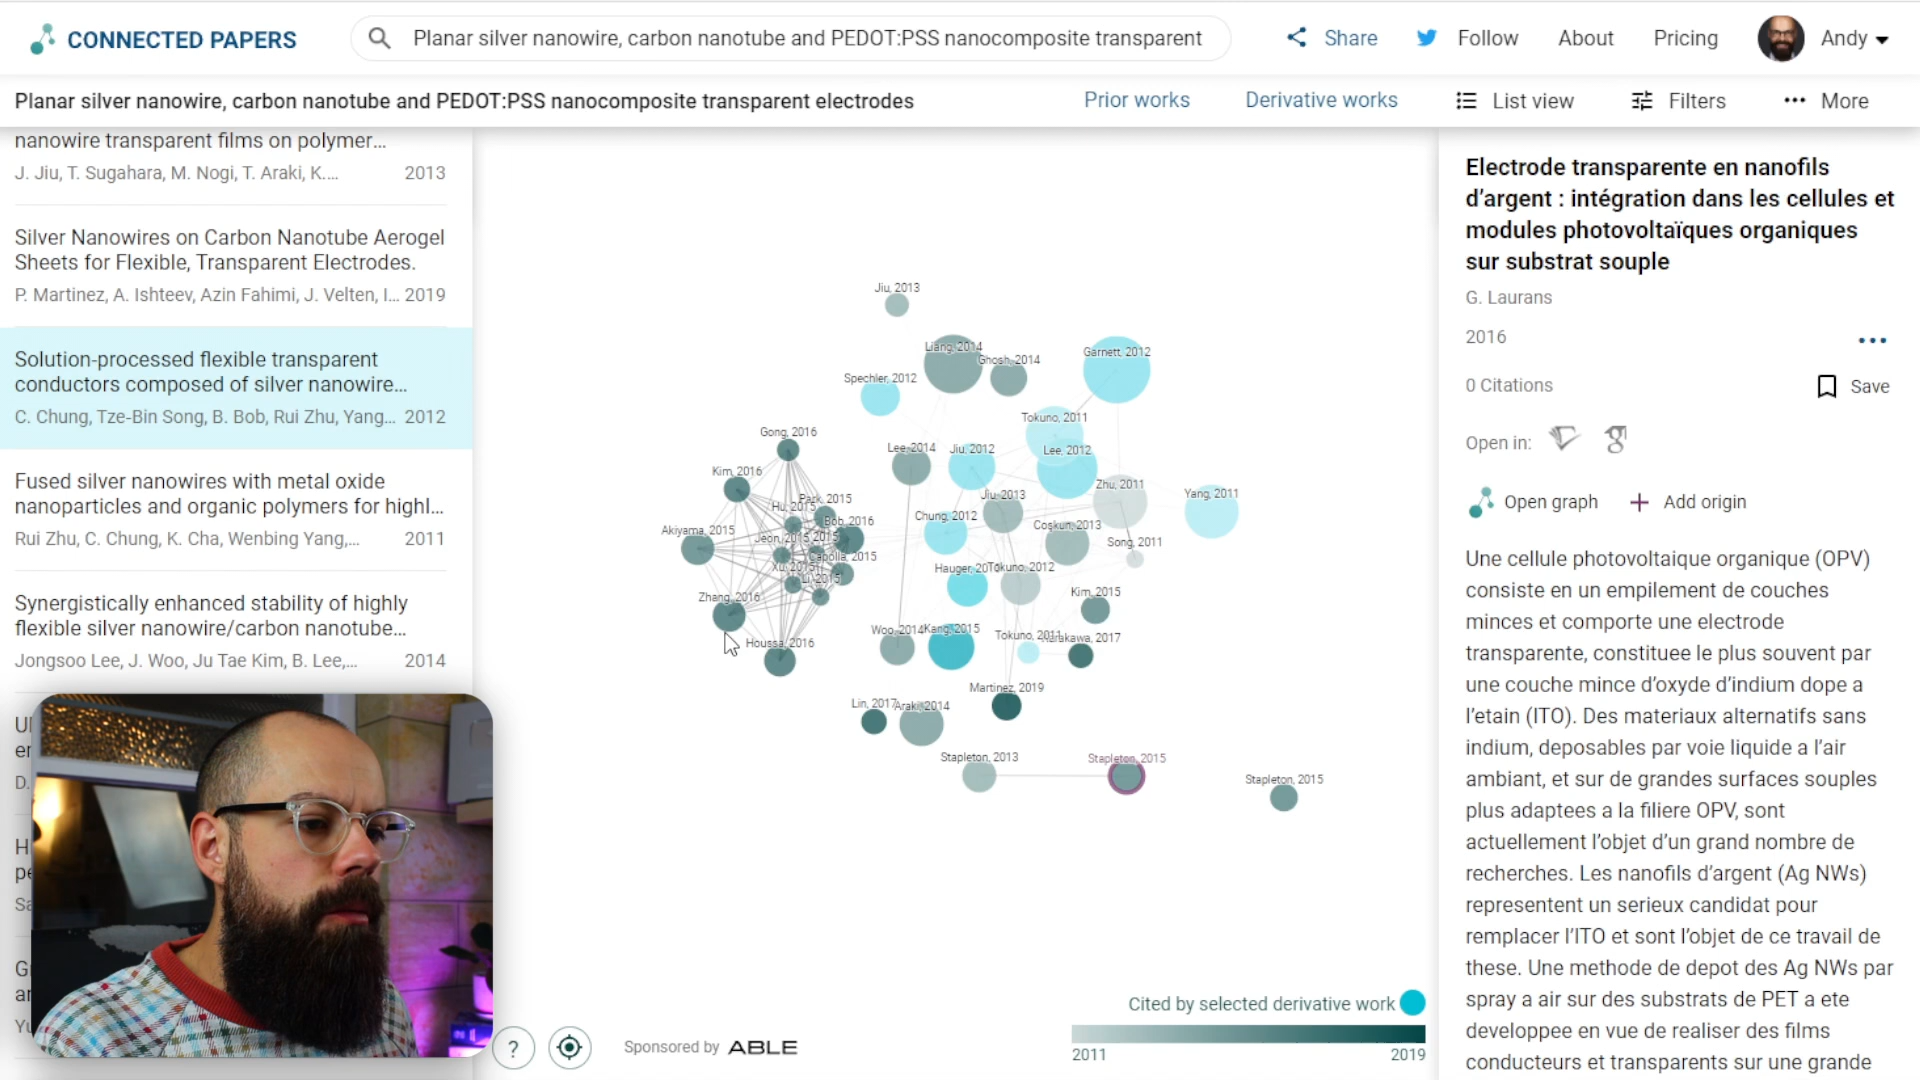 CONNECTED PAPERS
Planar silver nanowire, carbon nanotube and PEDOT:PSS nanocomposite transparent
Share
Follow
About
Pricing
Andy
Planar silver nanowire, carbon nanotube and PEDOT:PSS nanocomposite transparent electrodes
Prior works
Derivative works
List view
Filters
More
nanowire transparent films on polymer...
J. Jiu, T. Sugahara, M. Nogi, T. Araki, K....
2013
Silver Nanowires on Carbon Nanotube Aerogel
Sheets for Flexible, Transparent Electrodes.
P. Martinez, A. Ishteev, Azin Fahimi, J. Velten, I...
2019
Solution-processed flexible transparent
conductors composed of silver nanowire...
C. Chung, Tze-Bin Song, B. Bob, Rui Zhu, Yang...
2012
Fused silver nanowires with metal oxide
nanoparticles and organic polymers for highl...
Rui Zhu, C. Chung, K. Cha, Wenbing Yang,...
2011
Synergistically enhanced stability of highly
flexible silver nanowire/carbon nanotube...
Jongsoo Lee, J. Woo, Ju Tae Kim, B. Lee,...
2014
Jiu, 2013
Liang, 2014
Ghosh, 2014
Garnett, 2012
Spechler, 2012
Tokuno, 2011
Gong, 2016
Lee, 2014
Jiu, 2012
Lee, 2012
Kim, 2016
Zhu, 2011
Yang, 2011
Jiu, 2013
Park, 2015
Hu, 2015
Chung, 2012
Bob, 2016
Coskun, 2013
Akiyama, 2015
Jeon, 2015
2015
Song, 2011
Capolla, 2015
Xu, 2015
Li, 2015
Hauger, 20
Tokuno, 2012
Zhang, 2016
Kim, 2015
Woo, 2014
Kang, 2015
Tokuno, 2011
Harakawa, 2017
Houssa, 2016
Martinez, 2019
Lin, 2017
Araki, 2014
Stapleton, 2013
Stapleton, 2015
Stapleton, 2015
Cited by selected derivative work
2011
2019
?
Sponsored by ABLE
Electrode transparente en nanofils
d’argent : intégration dans les cellules et
modules photovoltaïques organiques
sur substrat souple
G. Laurans
2016
0 Citations
Save
Open in:
Open graph
Add origin
Une cellule photovoltaique organique (OPV)
consiste en un empilement de couches
minces et comporte une electrode
transparente, constituee le plus souvent par
une couche mince d’oxyde d’indium dope a
l’etain (ITO). Des materiaux alternatifs sans
indium, deposables par voie liquide a l’air
ambiant, et sur de grandes surfaces souples
plus adaptees a la filiere OPV, sont
actuellement l’objet d’un grand nombre de
recherches. Les nanofils d’argent (Ag NWs)
representent un serieux candidat pour
remplacer l’ITO et sont l’objet de ce travail de
these. Une methode de depot des Ag NWs par
spray a air sur des substrats de PET a ete
developpee en vue de realiser des films
conducteurs et transparents sur une grande